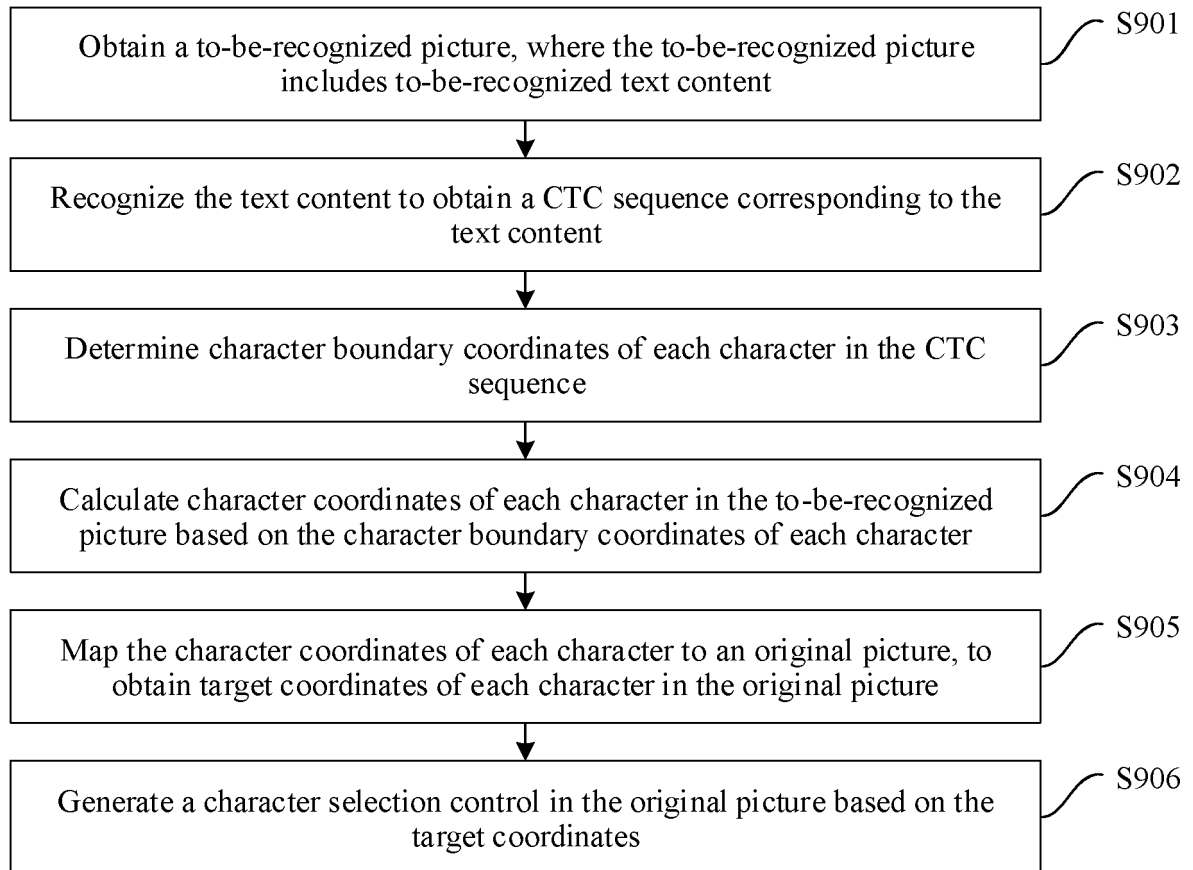 S901
Obtain a to-be-recognized picture, where the to-be-recognized picture
includes to-be-recognized text content
S902
Recognize the text content to obtain a CTC sequence corresponding to the
text content
S903
Determine character boundary coordinates of each character in the CTC
sequence
S904
Calculate character coordinates of each character in the to-be-recognized
picture based on the character boundary coordinates of each character
S905
Map the character coordinates of each character to an original picture, to
obtain target coordinates of each character in the original picture
S906
Generate a character selection control in the original picture based on the
target coordinates